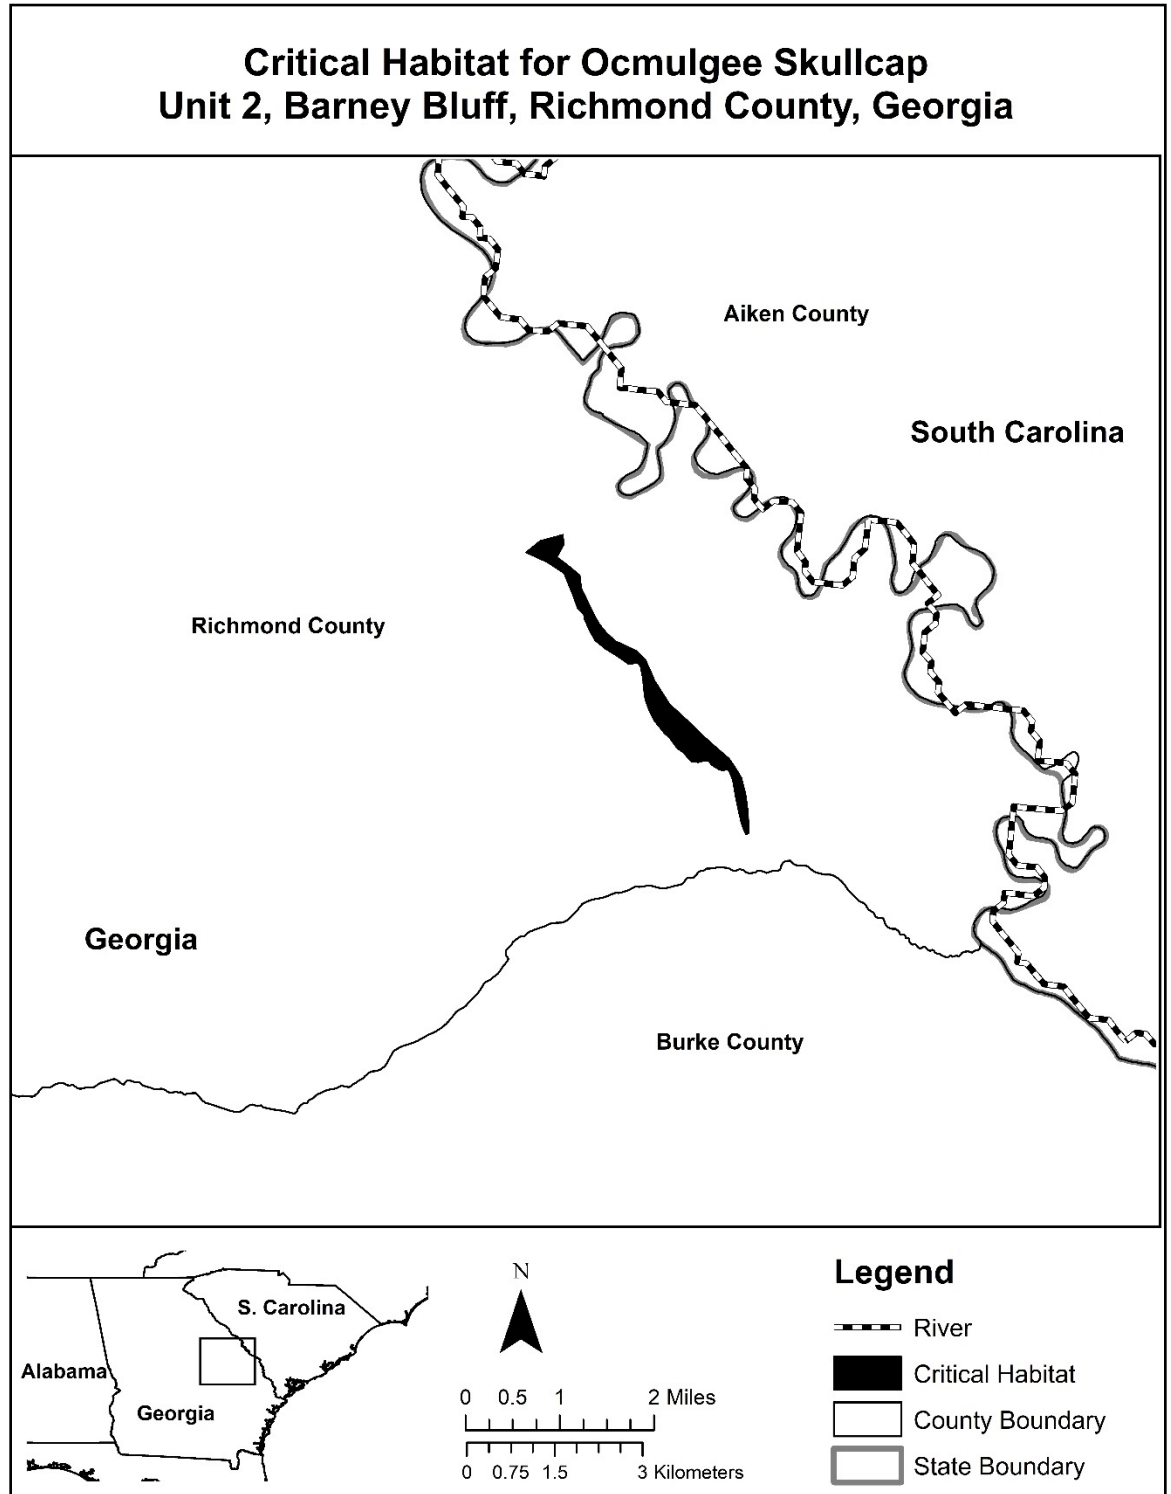 Critical Habitat for Ocmulgee Skullcap
Unit 2, Barney Bluff, Richmond County, Georgia
Aiken County
South Carolina
Richmond County
Georgia
Burke County
S. Carolina
Alabama
Georgia
N
0 0.5 1 2 Miles
0 0.75 1.5 3 Kilometers
Legend
River
Critical Habitat
County Boundary
State Boundary